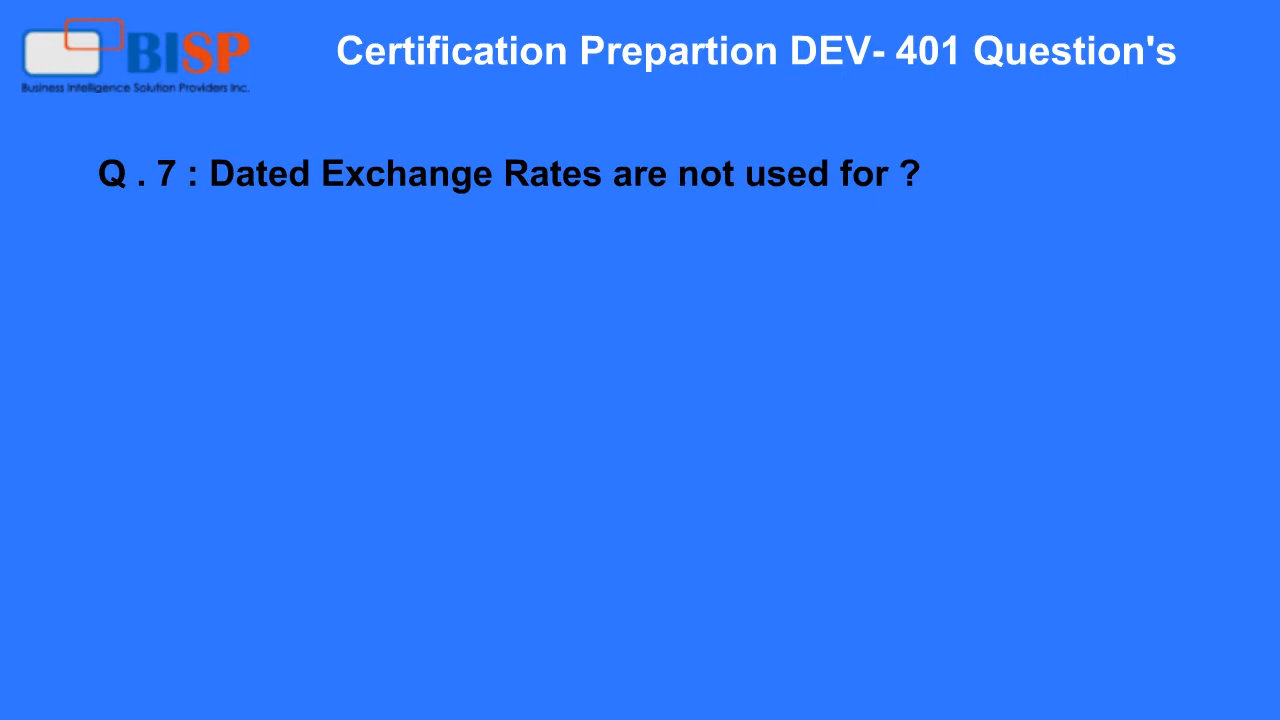 BISP
Business Intelligence Solution Providers Inc.
Certification Prepartion DEV- 401 Question's
Q . 7 : Dated Exchange Rates are not used for ?